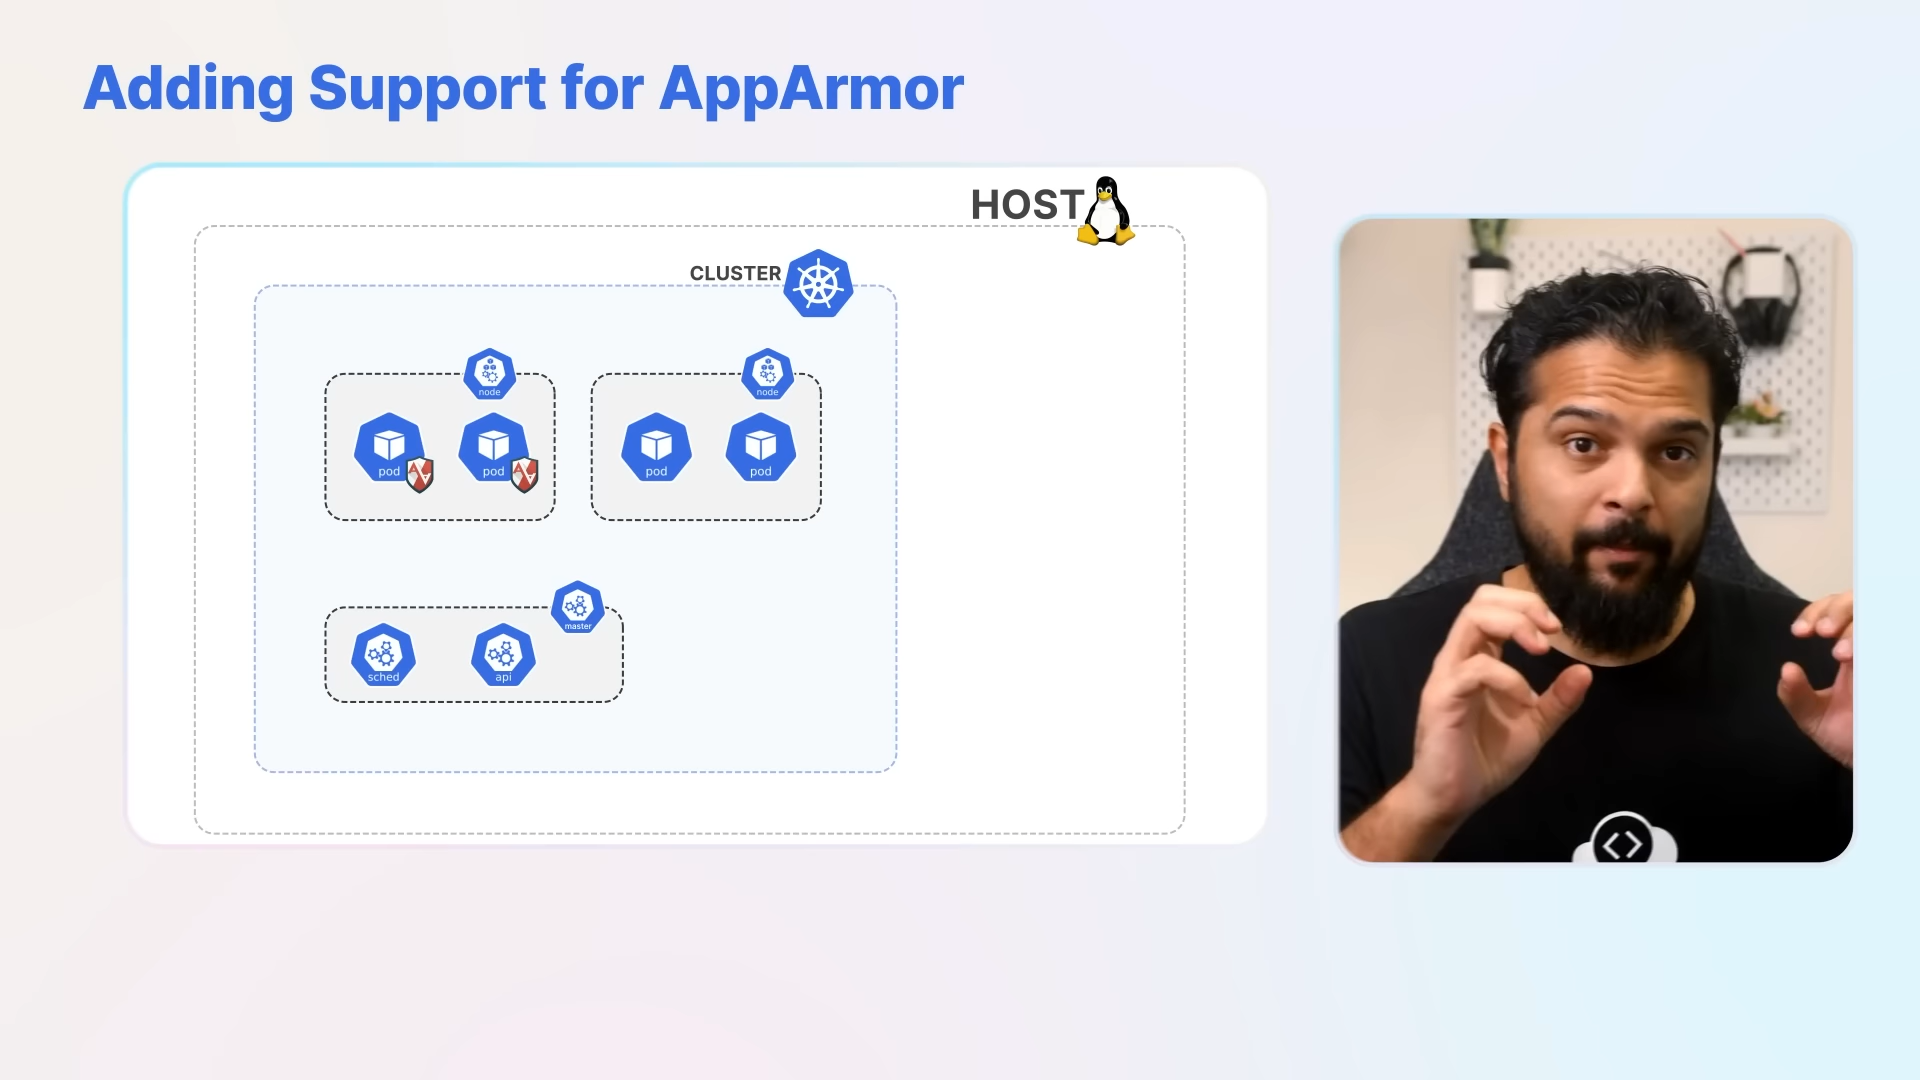 Adding Support for AppArmor
HOST
CLUSTER
node
node
pod
pod
pod
pod
master
sched
api